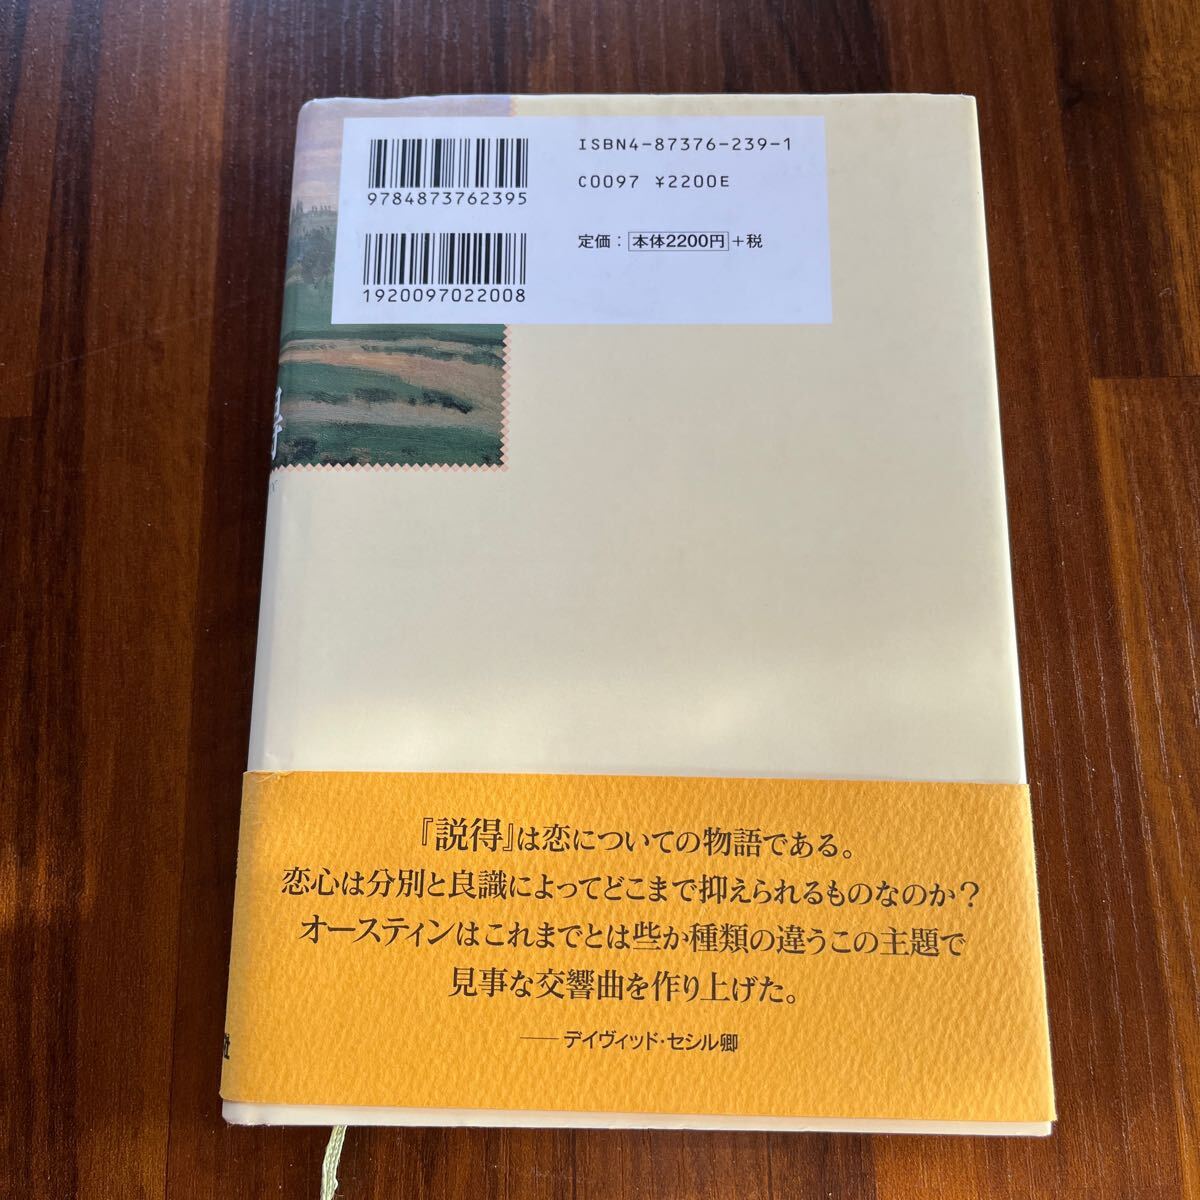 ISBN4-87376-239-1
9784873762395
C0097 ¥2200E
定価：本体2200円+税
1920097022008
『説得』は恋についての物語である。
恋心は分別と良識によってどこまで抑えられるものなのか？
オースティンはこれまでとは些か種類の違うこの主題で
見事な交響曲を作り上げた。
──デイヴィッド・セシル卿
社